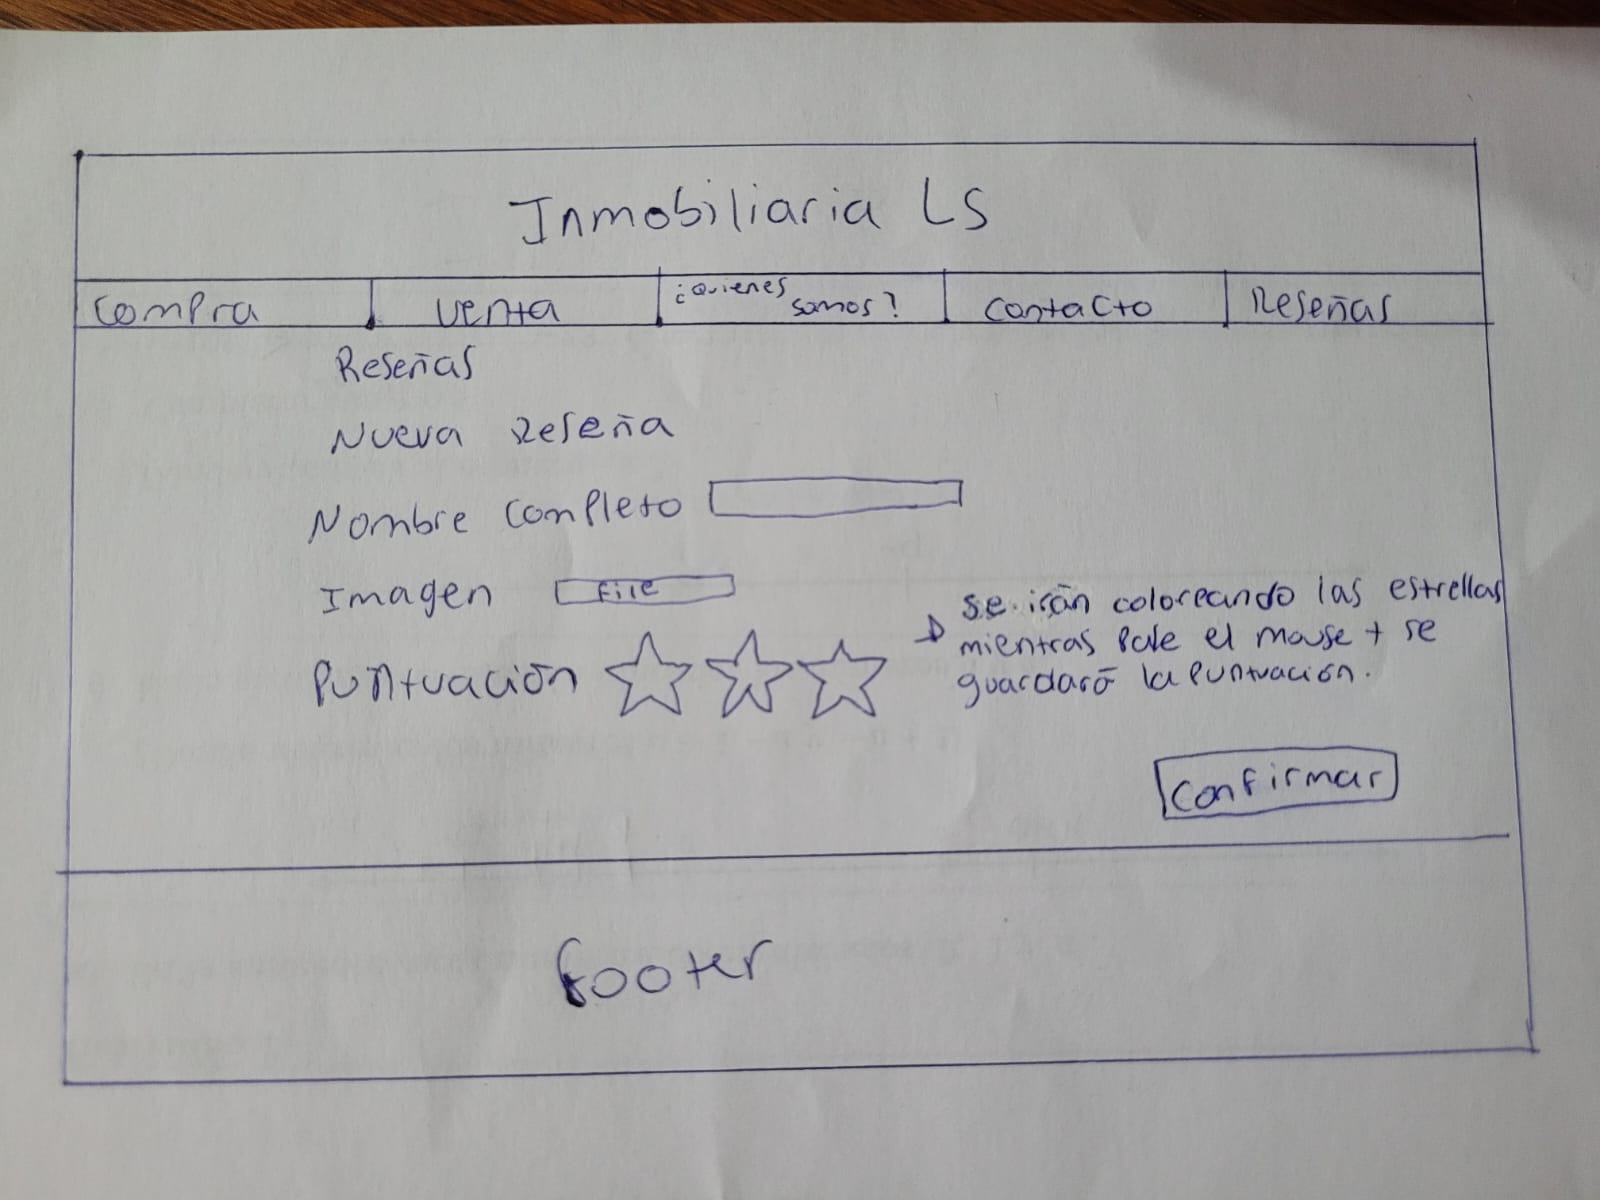 Inmobiliaria LS
Compra
Venta
¿Quienes
somos?
Contacto
Reseñas
Reseñas
Nueva Reseña
Nombre Completo
Imagen
File
Puntuación
Se irán coloreando las estrellas
mientras pase el mouse + se
guardará la puntuación.
Confirmar
footer